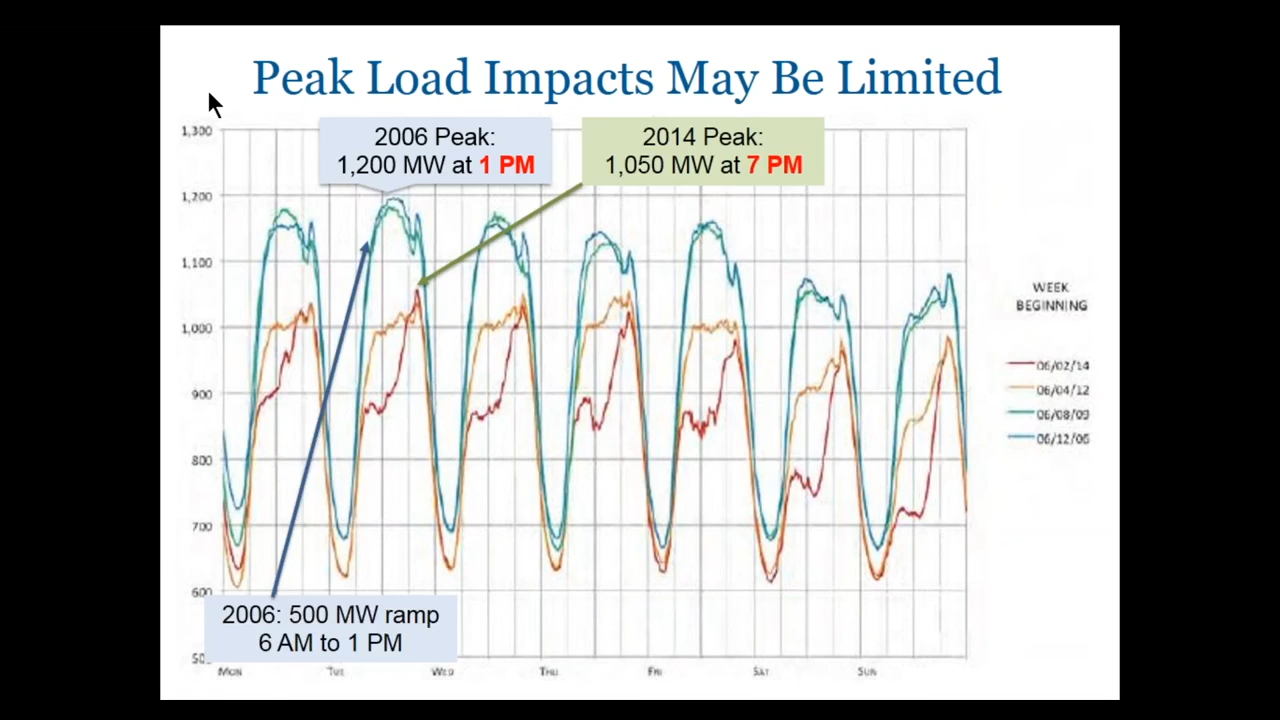 Peak Load Impacts May Be Limited
2006 Peak:
1,200 MW at 1 PM
2014 Peak:
1,050 MW at 7 PM
1,300
1,200
1,100
1,000
900
800
700
600
50
2006: 500 MW ramp
6 AM to 1 PM
MON
TUE
WED
THU
FRI
SAT
SUN
WEEK
BEGINNING
06/02/14
06/04/12
06/08/09
06/12/06